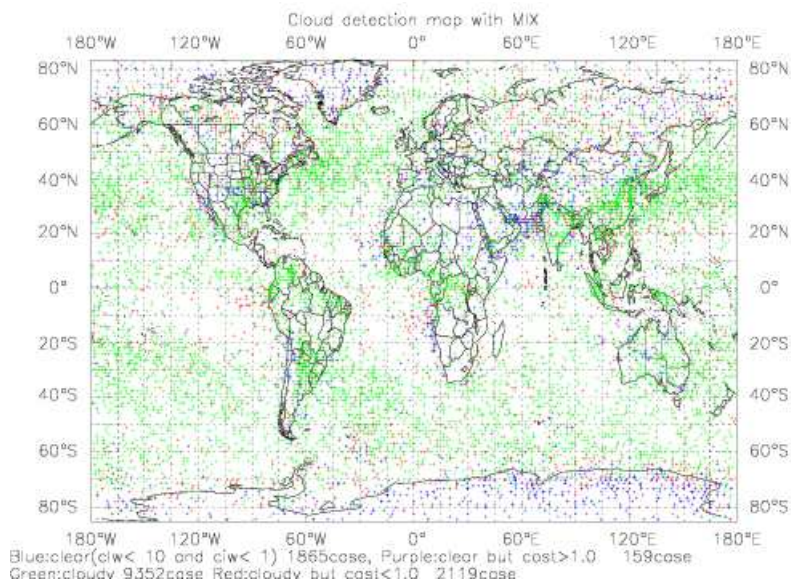 Cloud detection map with MIX
180°W 120°W 60°W 0° 60°E 120°E 180°E
80°N 80°N
60°N 60°N
40°N 40°N
20°N 20°N
0° 0°
20°S 20°S
40°S 40°S
60°S 60°S
80°S 80°S
180°W 120°W 60°W 0° 60°E 120°E 180°E
Blue:clear(clw< 10 and ciw< 1) 1865case, Purple:clear but cost>1.0 159case
Green:cloudy 9352case Red:cloudy but cost<1.0 2119case